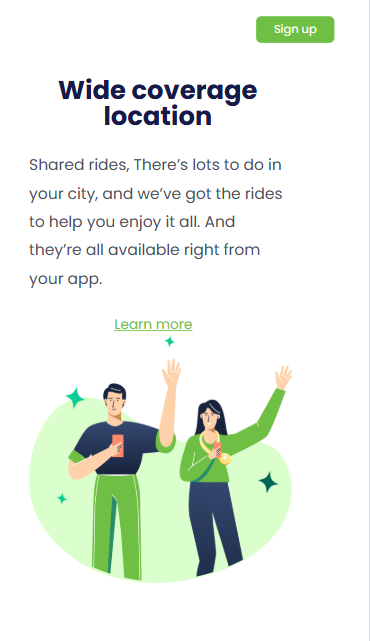 Sign up
Wide coverage
location
Shared rides, There’s lots to do in
your city, and we’ve got the rides
to help you enjoy it all. And
they’re all available right from
your app.
Learn more